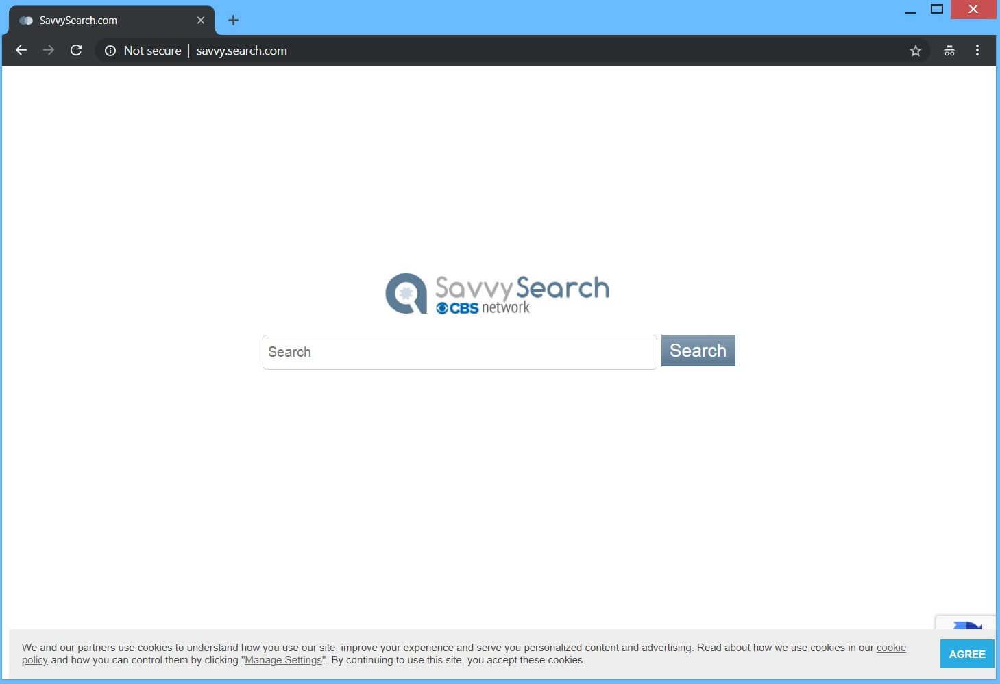 SavvySearch.com
Not secure | savvy.search.com
SavvySearch
CBS network
Search
Search
We and our partners use cookies to understand how you use our site, improve your experience and serve you personalized content and advertising. Read about how we use cookies in our cookie
policy and how you can control them by clicking "Manage Settings". By continuing to use this site, you accept these cookies.
AGREE